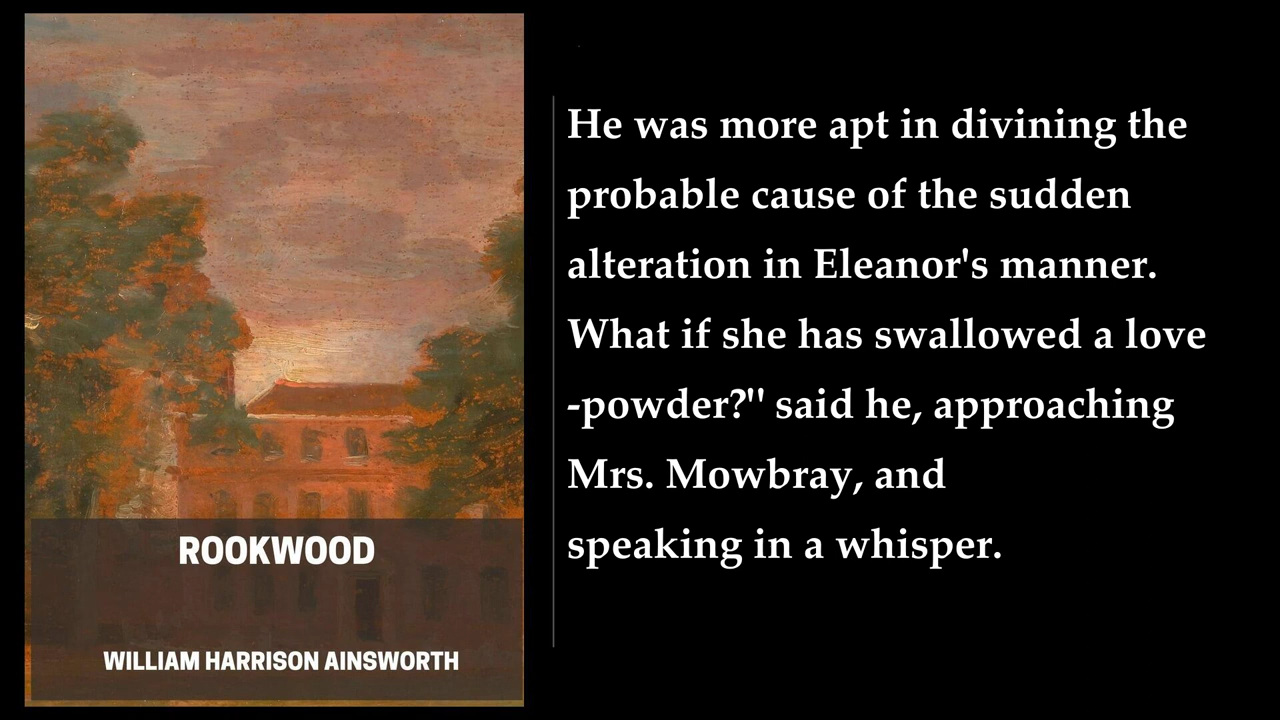 ROOKWOOD
WILLIAM HARRISON AINSWORTH
He was more apt in divining the
probable cause of the sudden
alteration in Eleanor's manner.
What if she has swallowed a love
-powder?" said he, approaching
Mrs. Mowbray, and
speaking in a whisper.